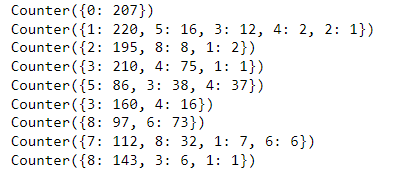 Counter({0: 207})
Counter({1: 220, 5: 16, 3: 12, 4: 2, 2: 1})
Counter({2: 195, 8: 8, 1: 2})
Counter({3: 210, 4: 75, 1: 1})
Counter({5: 86, 3: 38, 4: 37})
Counter({3: 160, 4: 16})
Counter({8: 97, 6: 73})
Counter({7: 112, 8: 32, 1: 7, 6: 6})
Counter({8: 143, 3: 6, 1: 1})